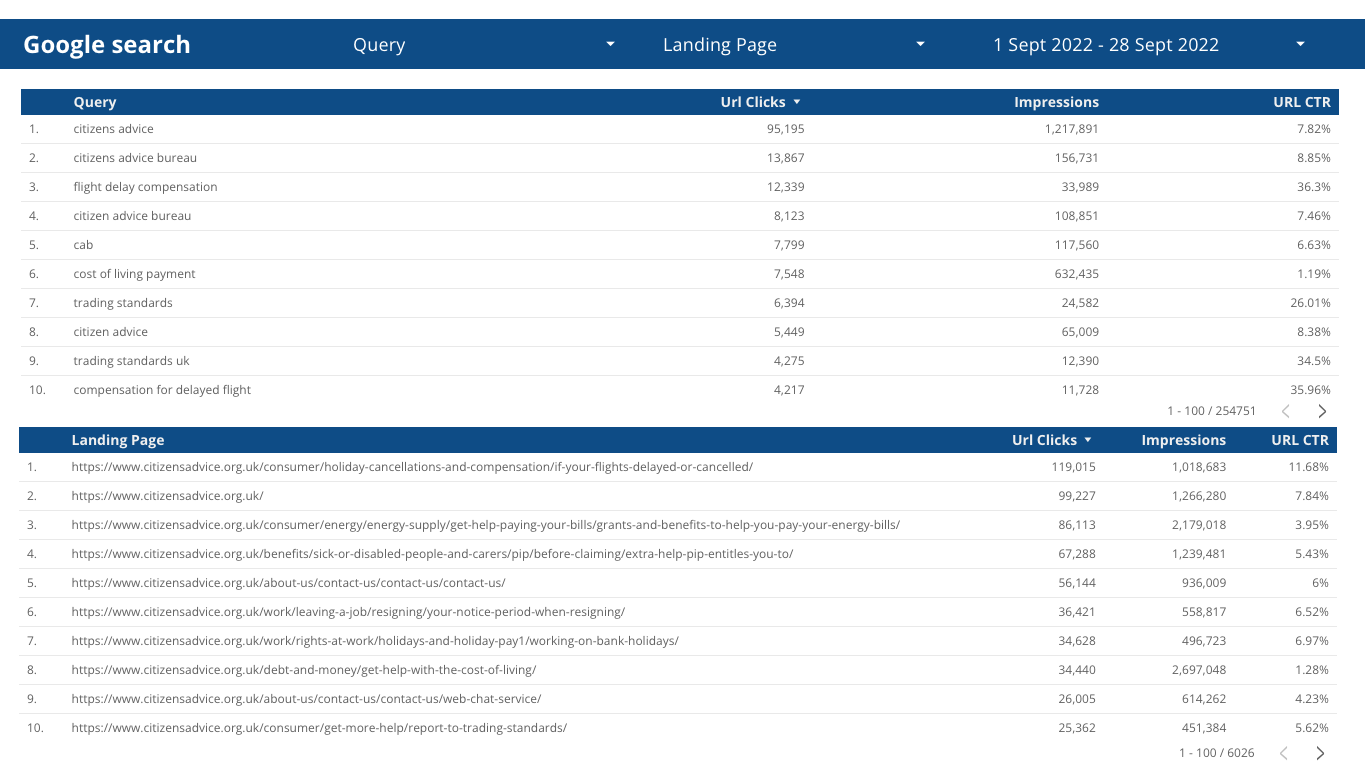 Google search Query Landing Page 1 Sept 2022 - 28 Sept 2022
Query Url Clicks Impressions URL CTR
1. citizens advice 95,195 1,217,891 7.82%
2. citizens advice bureau 13,867 156,731 8.85%
3. flight delay compensation 12,339 33,989 36.3%
4. citizen advice bureau 8,123 108,851 7.46%
5. cab 7,799 117,560 6.63%
6. cost of living payment 7,548 632,435 1.19%
7. trading standards 6,394 24,582 26.01%
8. citizen advice 5,449 65,009 8.38%
9. trading standards uk 4,275 12,390 34.5%
10. compensation for delayed flight 4,217 11,728 35.96%
1 - 100 / 254751
Landing Page Url Clicks Impressions URL CTR
1. https://www.citizensadvice.org.uk/consumer/holiday-cancellations-and-compensation/if-your-flights-delayed-or-cancelled/ 119,015 1,018,683 11.68%
2. https://www.citizensadvice.org.uk/ 99,227 1,266,280 7.84%
3. https://www.citizensadvice.org.uk/consumer/energy/energy-supply/get-help-paying-your-bills/grants-and-benefits-to-help-you-pay-your-energy-bills/ 86,113 2,179,018 3.95%
4. https://www.citizensadvice.org.uk/benefits/sick-or-disabled-people-and-carers/pip/before-claiming/extra-help-pip-entitles-you-to/ 67,288 1,239,481 5.43%
5. https://www.citizensadvice.org.uk/about-us/contact-us/contact-us/contact-us/ 56,144 936,009 6%
6. https://www.citizensadvice.org.uk/work/leaving-a-job/resigning/your-notice-period-when-resigning/ 36,421 558,817 6.52%
7. https://www.citizensadvice.org.uk/work/rights-at-work/holidays-and-holiday-pay1/working-on-bank-holidays/ 34,628 496,723 6.97%
8. https://www.citizensadvice.org.uk/debt-and-money/get-help-with-the-cost-of-living/ 34,440 2,697,048 1.28%
9. https://www.citizensadvice.org.uk/about-us/contact-us/contact-us/web-chat-service/ 26,005 614,262 4.23%
10. https://www.citizensadvice.org.uk/consumer/get-more-help/report-to-trading-standards/ 25,362 451,384 5.62%
1 - 100 / 6026